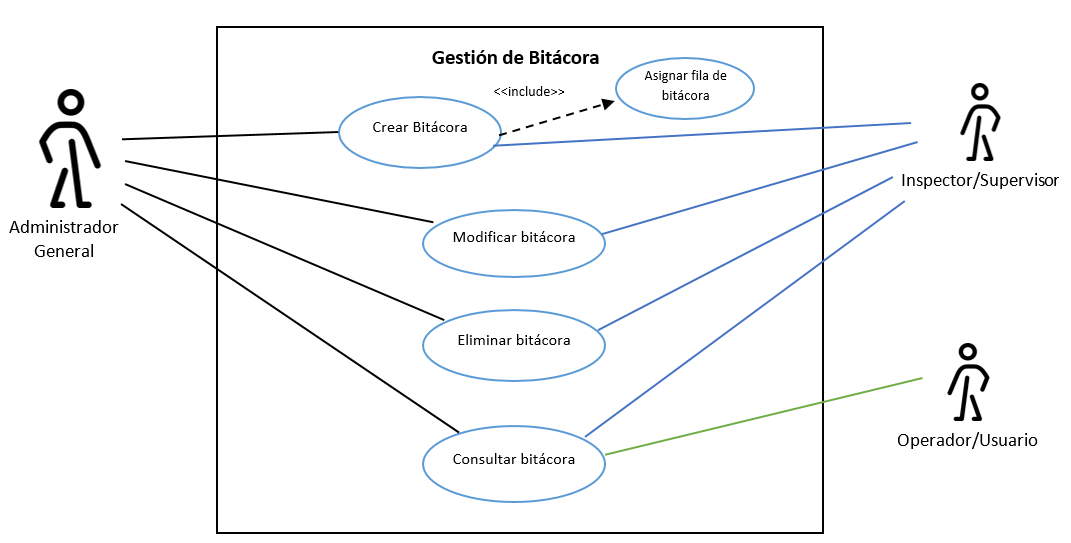 Gestión de Bitácora
<<include>>
Asignar fila de
bitácora
Crear Bitácora
Modificar bitácora
Eliminar bitácora
Consultar bitácora
Administrador
General
Inspector/Supervisor
Operador/Usuario